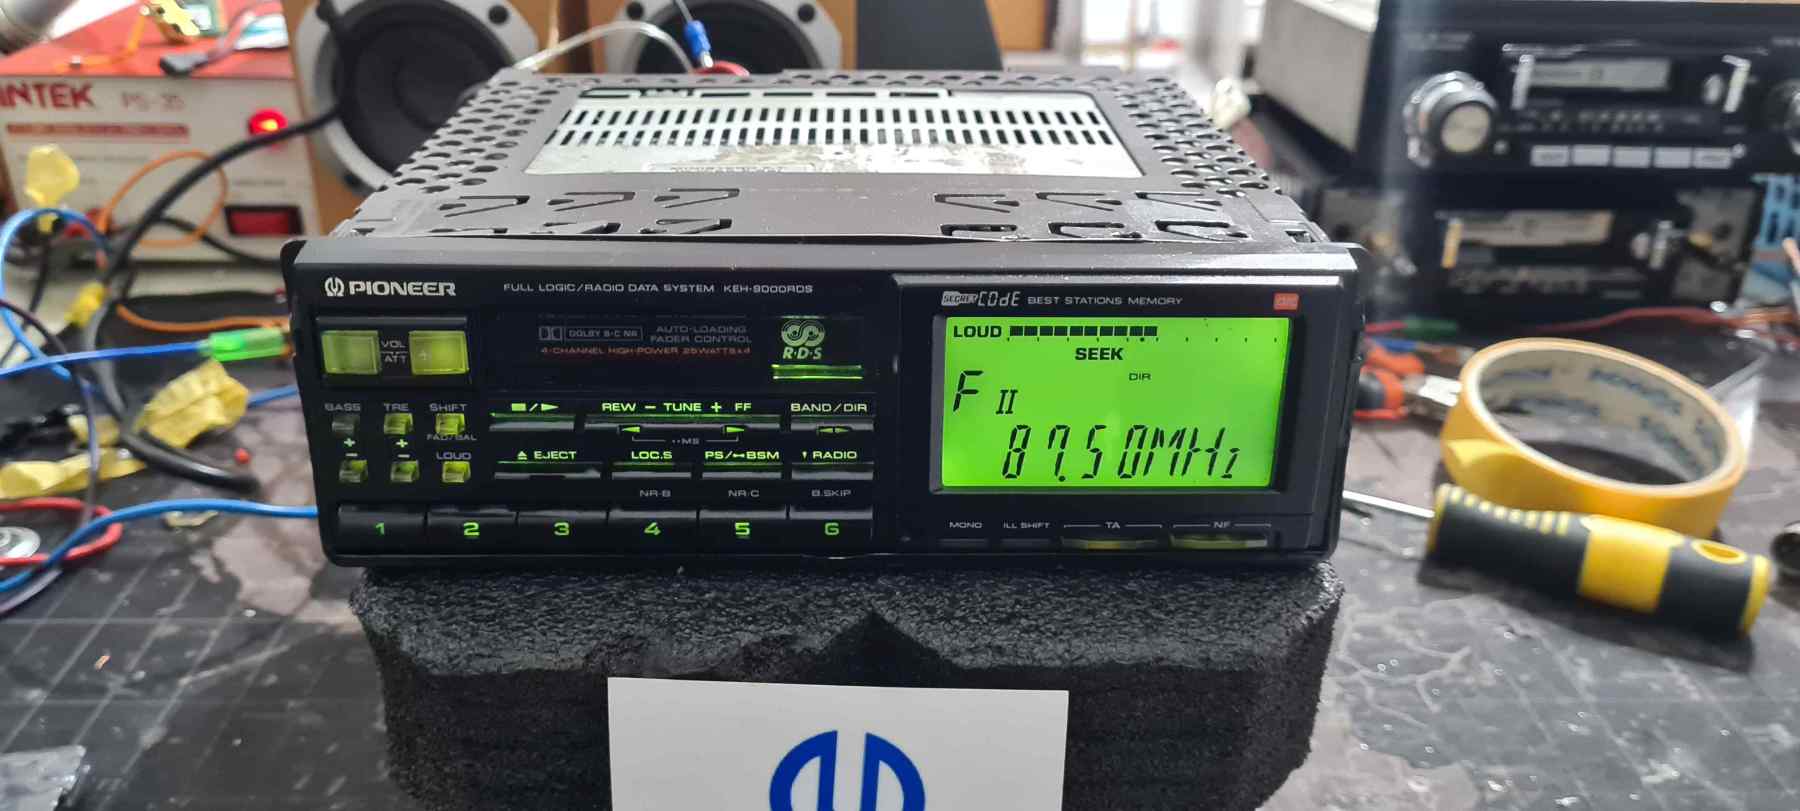 INTEK PS-35
PIONEER
FULL LOGIC/RADIO DATA SYSTEM KEH-9000RDS
SECRET CODE BEST STATIONS MEMORY
VOL
ATT
+
DOLBY B·C NR
AUTO-LOADING
FADER CONTROL
4-CHANNEL HIGH-POWER 25WATTS×4
R·D·S
LOUD
SEEK
DIR
F II
87.50MHz
BASS TRE SHIFT
FAD/BAL
+ +
- -
LOUD
■/▶ REW - TUNE + FF BAND/DIR
MS
▲ EJECT LOC.S PS/BSM RADIO
NR·B NR·C B.SKIP
1 2 3 4 5 6
MONO ILL SHIFT TA NF